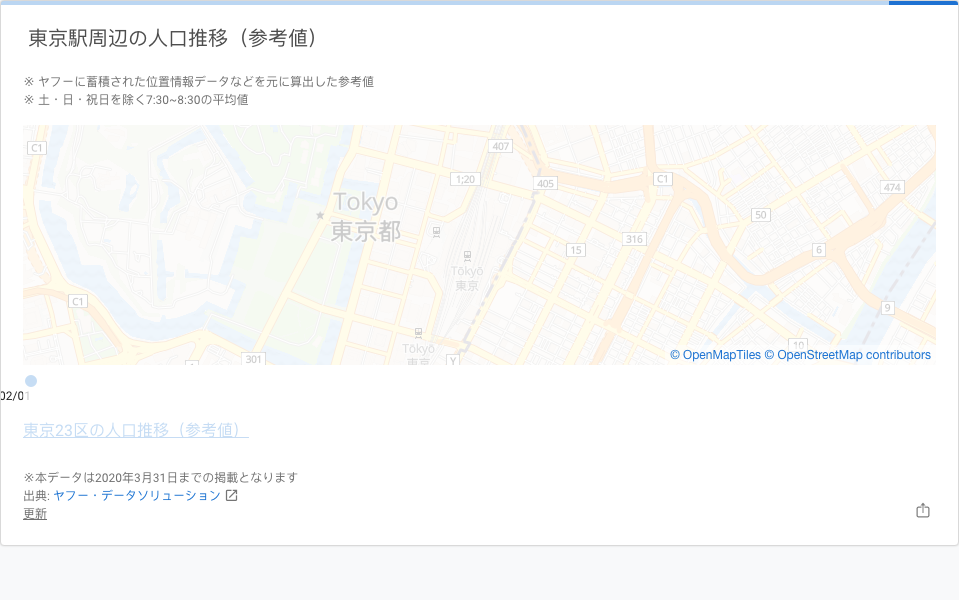 東京駅周辺の人口推移（参考値）
※ ヤフーに蓄積された位置情報データなどを元に算出した参考値
※ 土・日・祝日を除く7:30~8:30の平均値
C1
407
1;20
405
C1
474
Tokyo
東京都
50
316
15
6
Tōkyō
東京
C1
9
10
Tōkyō
東京
301
1
Y
© OpenMapTiles © OpenStreetMap contributors
02/01
東京23区の人口推移（参考値）
※本データは2020年3月31日までの掲載となります
出典: ヤフー・データソリューション
更新